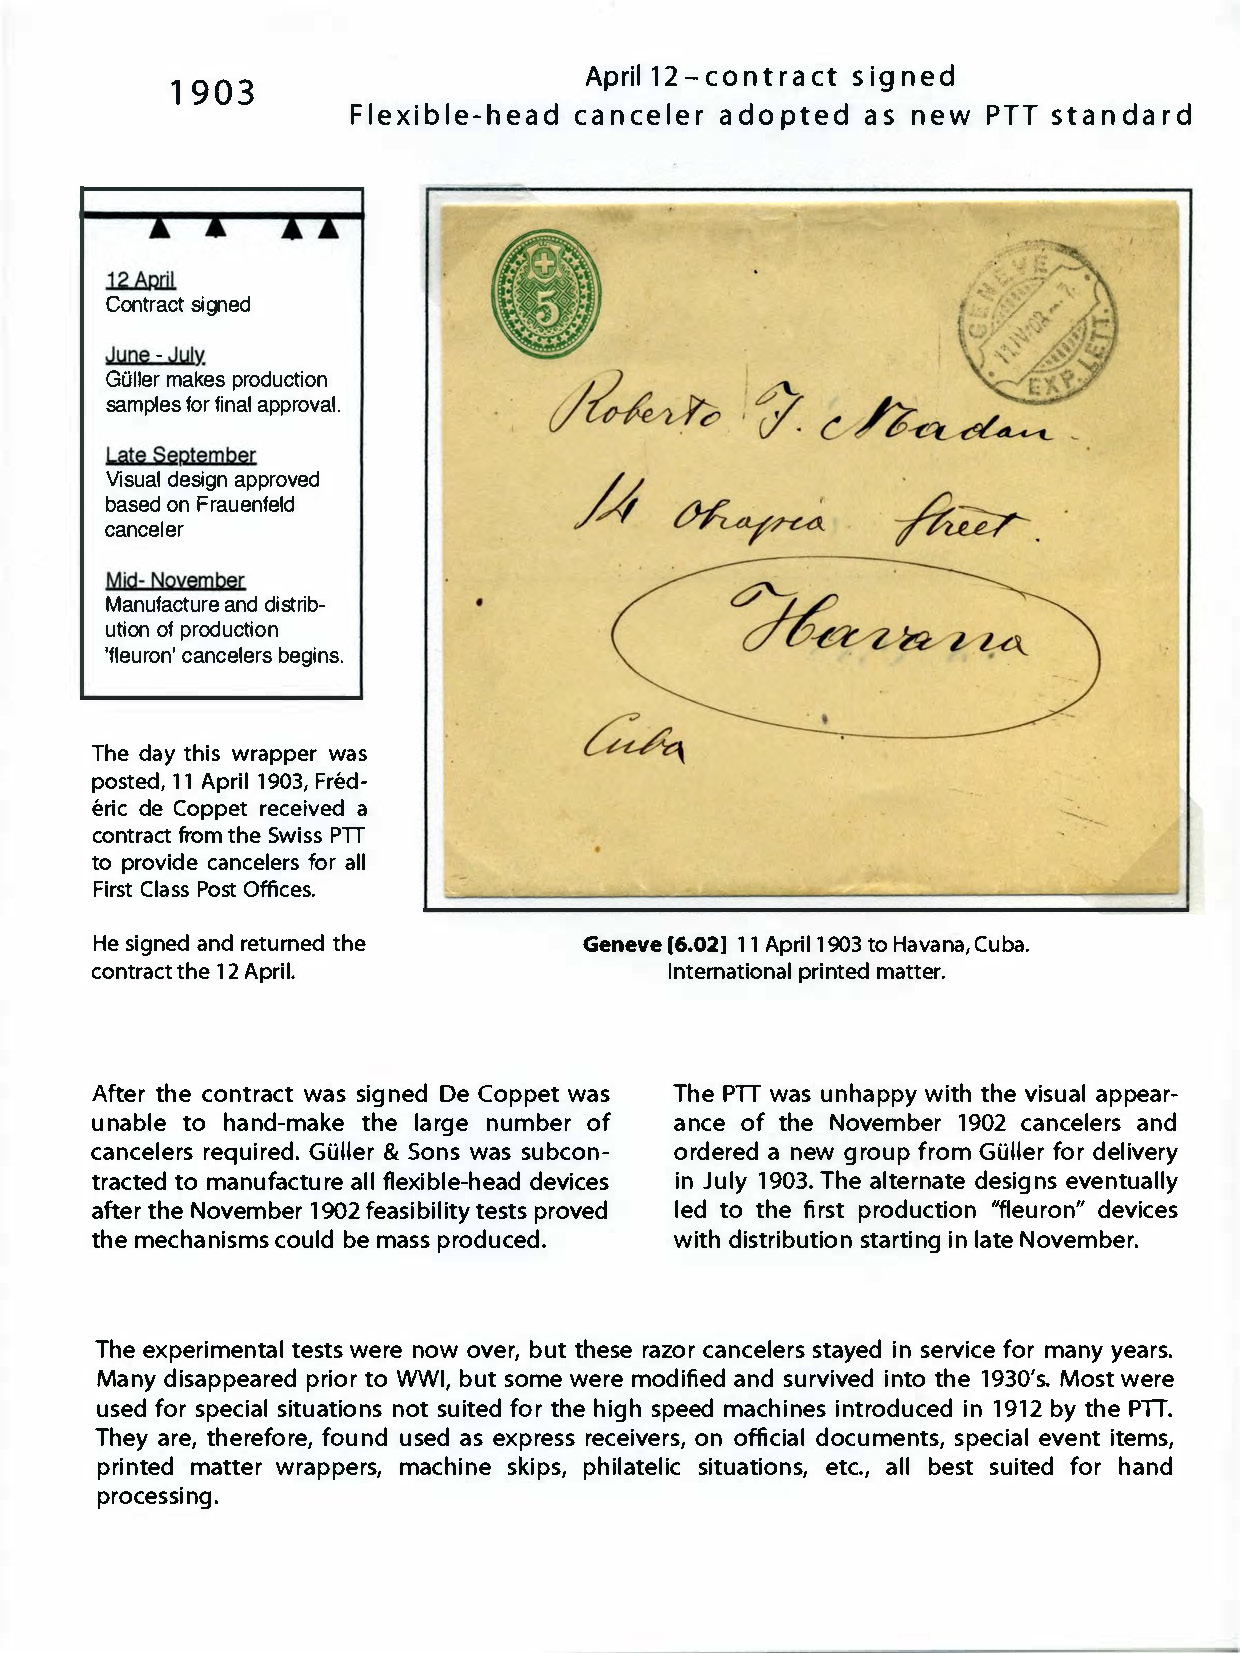 1903
April 12 – contract signed
Flexible-head canceler adopted as new PTT standard
12 April
Contract signed
June - July
Güller makes production
samples for final approval.
Late September
Visual design approved
based on Frauenfeld
canceler
Mid- November
Manufacture and distrib-
ution of production
'fleuron' cancelers begins.
The day this wrapper was
posted, 11 April 1903, Fréd-
éric de Coppet received a
contract from the Swiss PTT
to provide cancelers for all
First Class Post Offices.
He signed and returned the
contract the 12 April.
5
GENEVE
EXP. LETT.
Roberto J. Madan
14 Obrapia Street.
Havana
Cuba
Geneve [6.02] 11 April 1903 to Havana, Cuba.
International printed matter.
After the contract was signed De Coppet was
unable to hand-make the large number of
cancelers required. Güller & Sons was subcon-
tracted to manufacture all flexible-head devices
after the November 1902 feasibility tests proved
the mechanisms could be mass produced.
The PTT was unhappy with the visual appear-
ance of the November 1902 cancelers and
ordered a new group from Güller for delivery
in July 1903. The alternate designs eventually
led to the first production "fleuron" devices
with distribution starting in late November.
The experimental tests were now over, but these razor cancelers stayed in service for many years.
Many disappeared prior to WWI, but some were modified and survived into the 1930's. Most were
used for special situations not suited for the high speed machines introduced in 1912 by the PTT.
They are, therefore, found used as express receivers, on official documents, special event items,
printed matter wrappers, machine skips, philatelic situations, etc., all best suited for hand
processing.